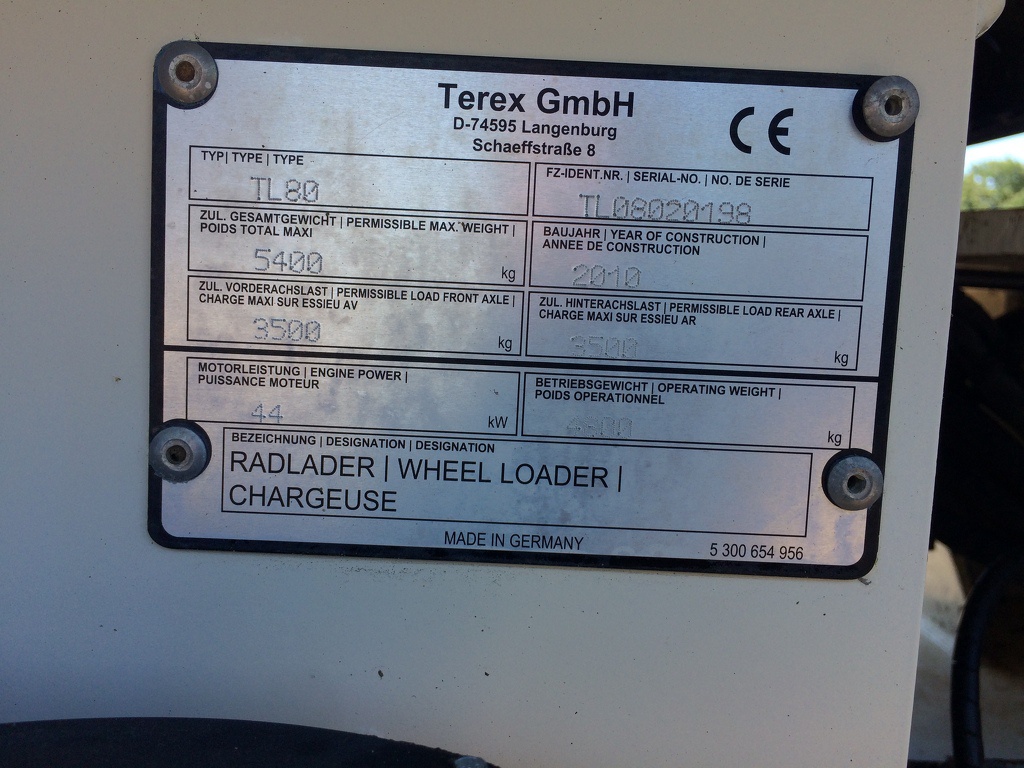 Terex GmbH
D-74595 Langenburg
Schaeffstraße 8
CE
TYP | TYPE | TYPE
TL80
FZ-IDENT.NR. | SERIAL-NO. | NO. DE SERIE
TL08020198
ZUL. GESAMTGEWICHT | PERMISSIBLE MAX. WEIGHT |
POIDS TOTAL MAXI
5400 kg
BAUJAHR | YEAR OF CONSTRUCTION |
ANNEE DE CONSTRUCTION
2010
ZUL. VORDERACHSLAST | PERMISSIBLE LOAD FRONT AXLE |
CHARGE MAXI SUR ESSIEU AV
3500 kg
ZUL. HINTERACHSLAST | PERMISSIBLE LOAD REAR AXLE |
CHARGE MAXI SUR ESSIEU AR
3500 kg
MOTORLEISTUNG | ENGINE POWER |
PUISSANCE MOTEUR
44 kW
BETRIEBSGEWICHT | OPERATING WEIGHT |
POIDS OPERATIONNEL
kg
BEZEICHNUNG | DESIGNATION | DESIGNATION
RADLADER | WHEEL LOADER |
CHARGEUSE
MADE IN GERMANY
5 300 654 956